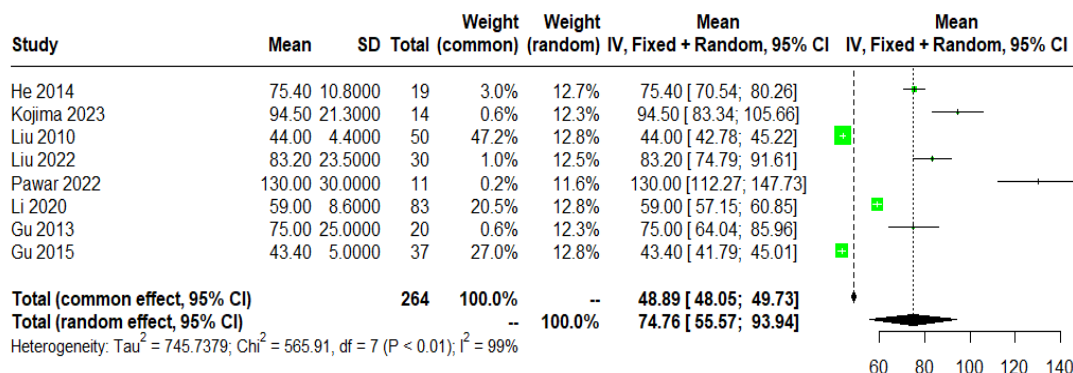 Weight Weight Mean Mean
Study Mean SD Total (common) (random) IV, Fixed + Random, 95% CI IV, Fixed + Random, 95% CI
He 2014 75.40 10.8000 19 3.0% 12.7% 75.40 [ 70.54; 80.26]
Kojima 2023 94.50 21.3000 14 0.6% 12.3% 94.50 [ 83.34; 105.66]
Liu 2010 44.00 4.4000 50 47.2% 12.8% 44.00 [ 42.78; 45.22]
Liu 2022 83.20 23.5000 30 1.0% 12.5% 83.20 [ 74.79; 91.61]
Pawar 2022 130.00 30.0000 11 0.2% 11.6% 130.00 [112.27; 147.73]
Li 2020 59.00 8.6000 83 20.5% 12.8% 59.00 [ 57.15; 60.85]
Gu 2013 75.00 25.0000 20 0.6% 12.3% 75.00 [ 64.04; 85.96]
Gu 2015 43.40 5.0000 37 27.0% 12.8% 43.40 [ 41.79; 45.01]
Total (common effect, 95% CI) 264 100.0% -- 48.89 [ 48.05; 49.73]
Total (random effect, 95% CI) -- 100.0% 74.76 [ 55.57; 93.94]
Heterogeneity: Tau² = 745.7379; Chi² = 565.91, df = 7 (P < 0.01); I² = 99%
60 80 100 120 140